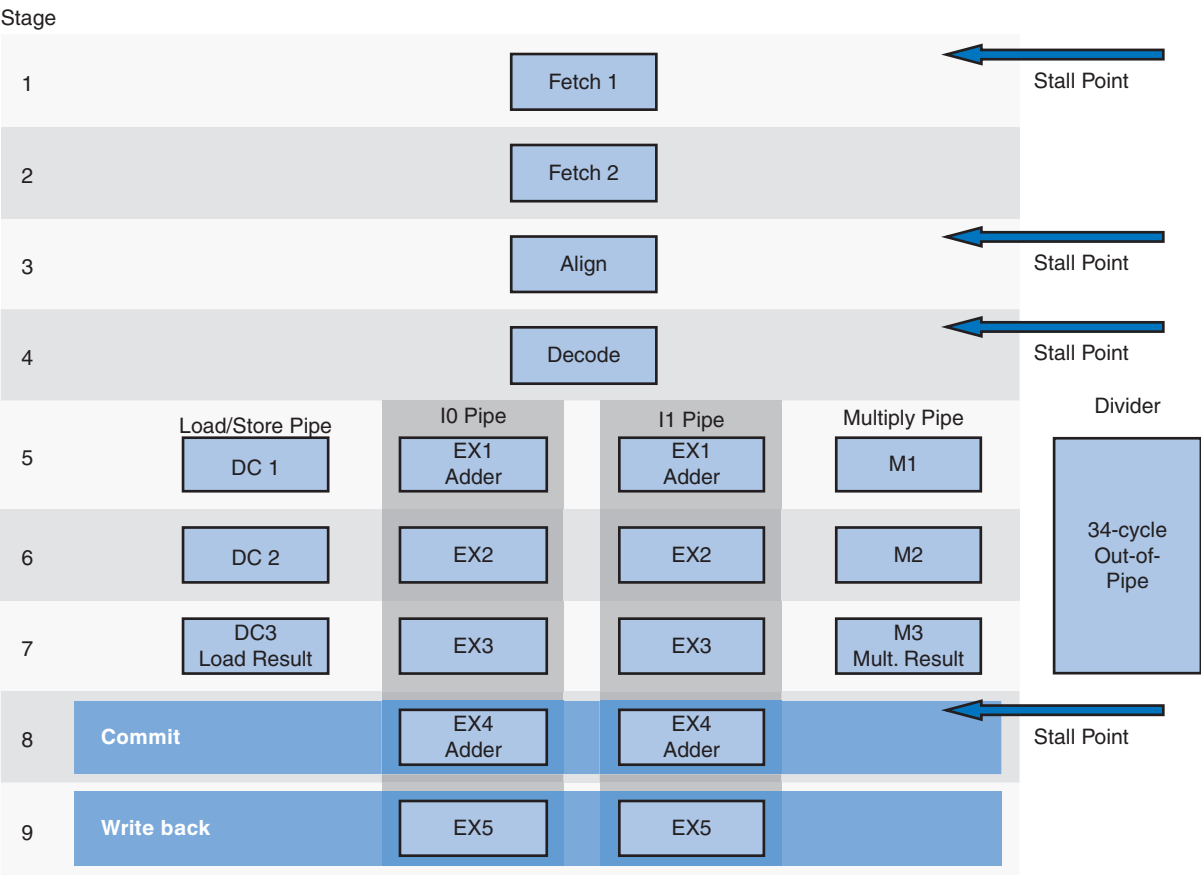 Stage
1
Fetch 1
Stall Point
2
Fetch 2
3
Align
Stall Point
4
Decode
Stall Point
Load/Store Pipe
I0 Pipe
I1 Pipe
Multiply Pipe
Divider
5
DC 1
EX1
Adder
EX1
Adder
M1
6
DC 2
EX2
EX2
M2
34-cycle
Out-of-
Pipe
7
DC3
Load Result
EX3
EX3
M3
Mult. Result
8
Commit
EX4
Adder
EX4
Adder
Stall Point
9
Write back
EX5
EX5